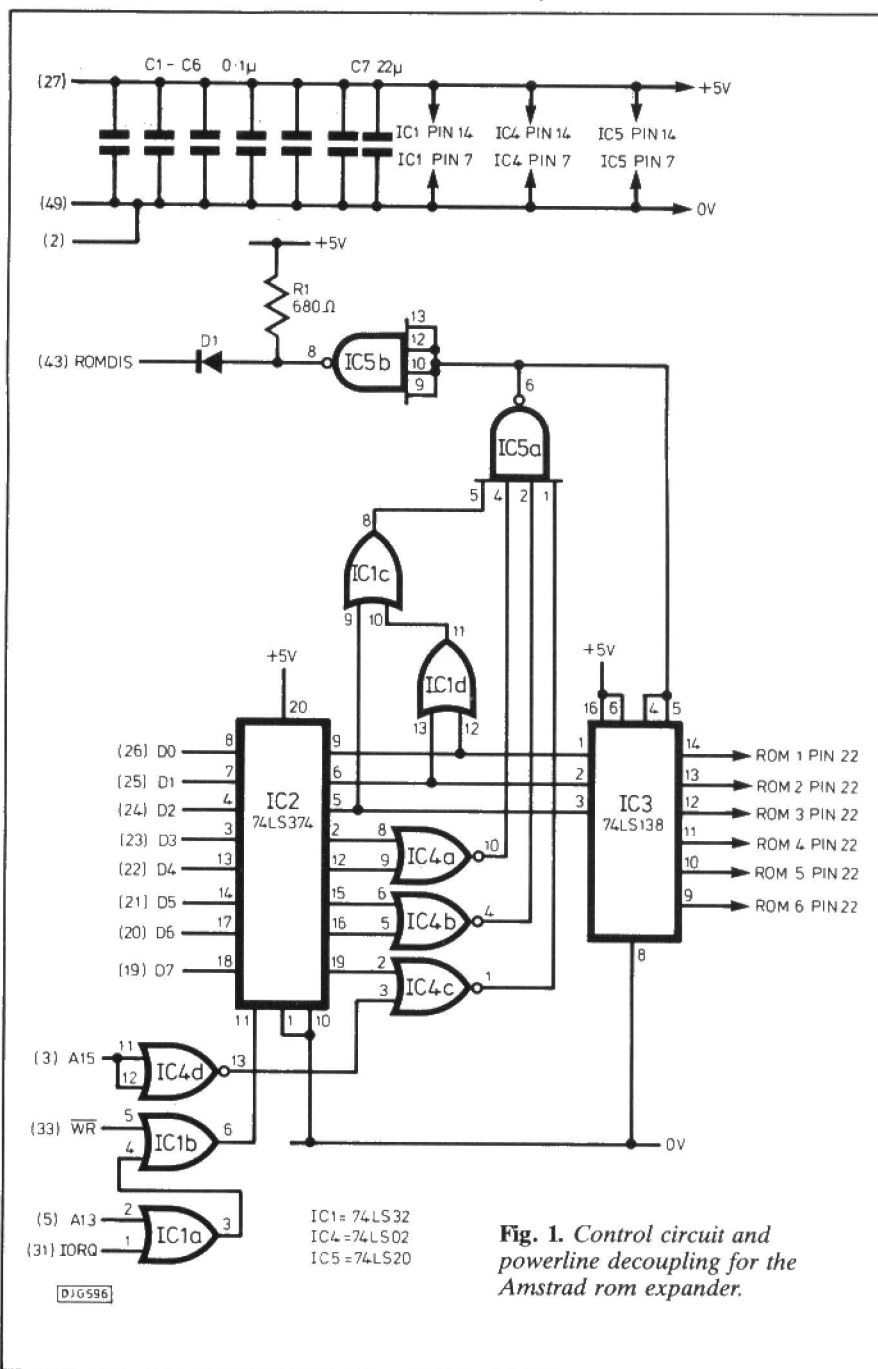 C1 – C6 0·1µ C7 22µ
(27) +5V
IC1 PIN 14 IC4 PIN 14 IC5 PIN 14
IC1 PIN 7 IC4 PIN 7 IC5 PIN 7
(49) 0V
(2)
+5V
R1
680Ω
D1
(43) ROMDIS
8
IC5b
13
12
10
9
6
IC5a
5 4 2 1
8
IC1c
9 10
11
IC1d
13 12
+5V
20
+5V
16 6 4 5
(26) D0 8 9 1 14 ROM 1 PIN 22
(25) D1 7 6 2 13 ROM 2 PIN 22
(24) D2 4 5 3 12 ROM 3 PIN 22
IC2
74LS374
IC3
74LS138
(23) D3 3 2 8 11 ROM 4 PIN 22
IC4a 10
(22) D4 13 12 9 10 ROM 5 PIN 22
(21) D5 14 15 6 9 ROM 6 PIN 22
IC4b 4
(20) D6 17 16 5
(19) D7 18 19 2
IC4c 1
3
8
11 1 10
(3) A15 11
12
IC4d 13
(33) W̅R̅ 5
4
IC1b 6
0V
(5) A13 2
(31) IORQ 1
IC1a 3
IC1 = 74LS32
IC4 = 74LS02
IC5 = 74LS20
DJG596
Fig. 1. Control circuit and
powerline decoupling for the
Amstrad rom expander.